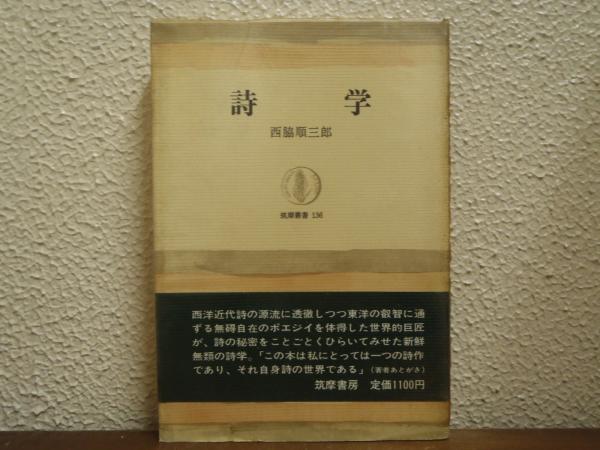 詩 学
西脇順三郎
筑摩叢書 136
西洋近代詩の源流に透徹しつつ東洋の叡智に通
ずる無碍自在のポエジイを体得した世界的巨匠
が、詩の秘密をことごとくひらいてみせた新鮮
無類の詩学。「この本は私にとっては一つの詩作
であり、それ自身詩の世界である」(著者あとがき)
筑摩書房 定価1100円